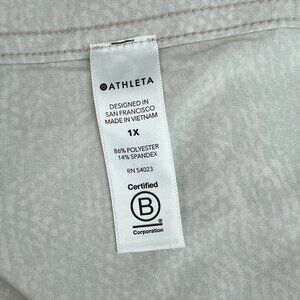 ATHLETA
DESIGNED IN
SAN FRANCISCO
MADE IN VIETNAM
1X
86% POLYESTER
14% SPANDEX
RN 54023
Certified
B
Corporation